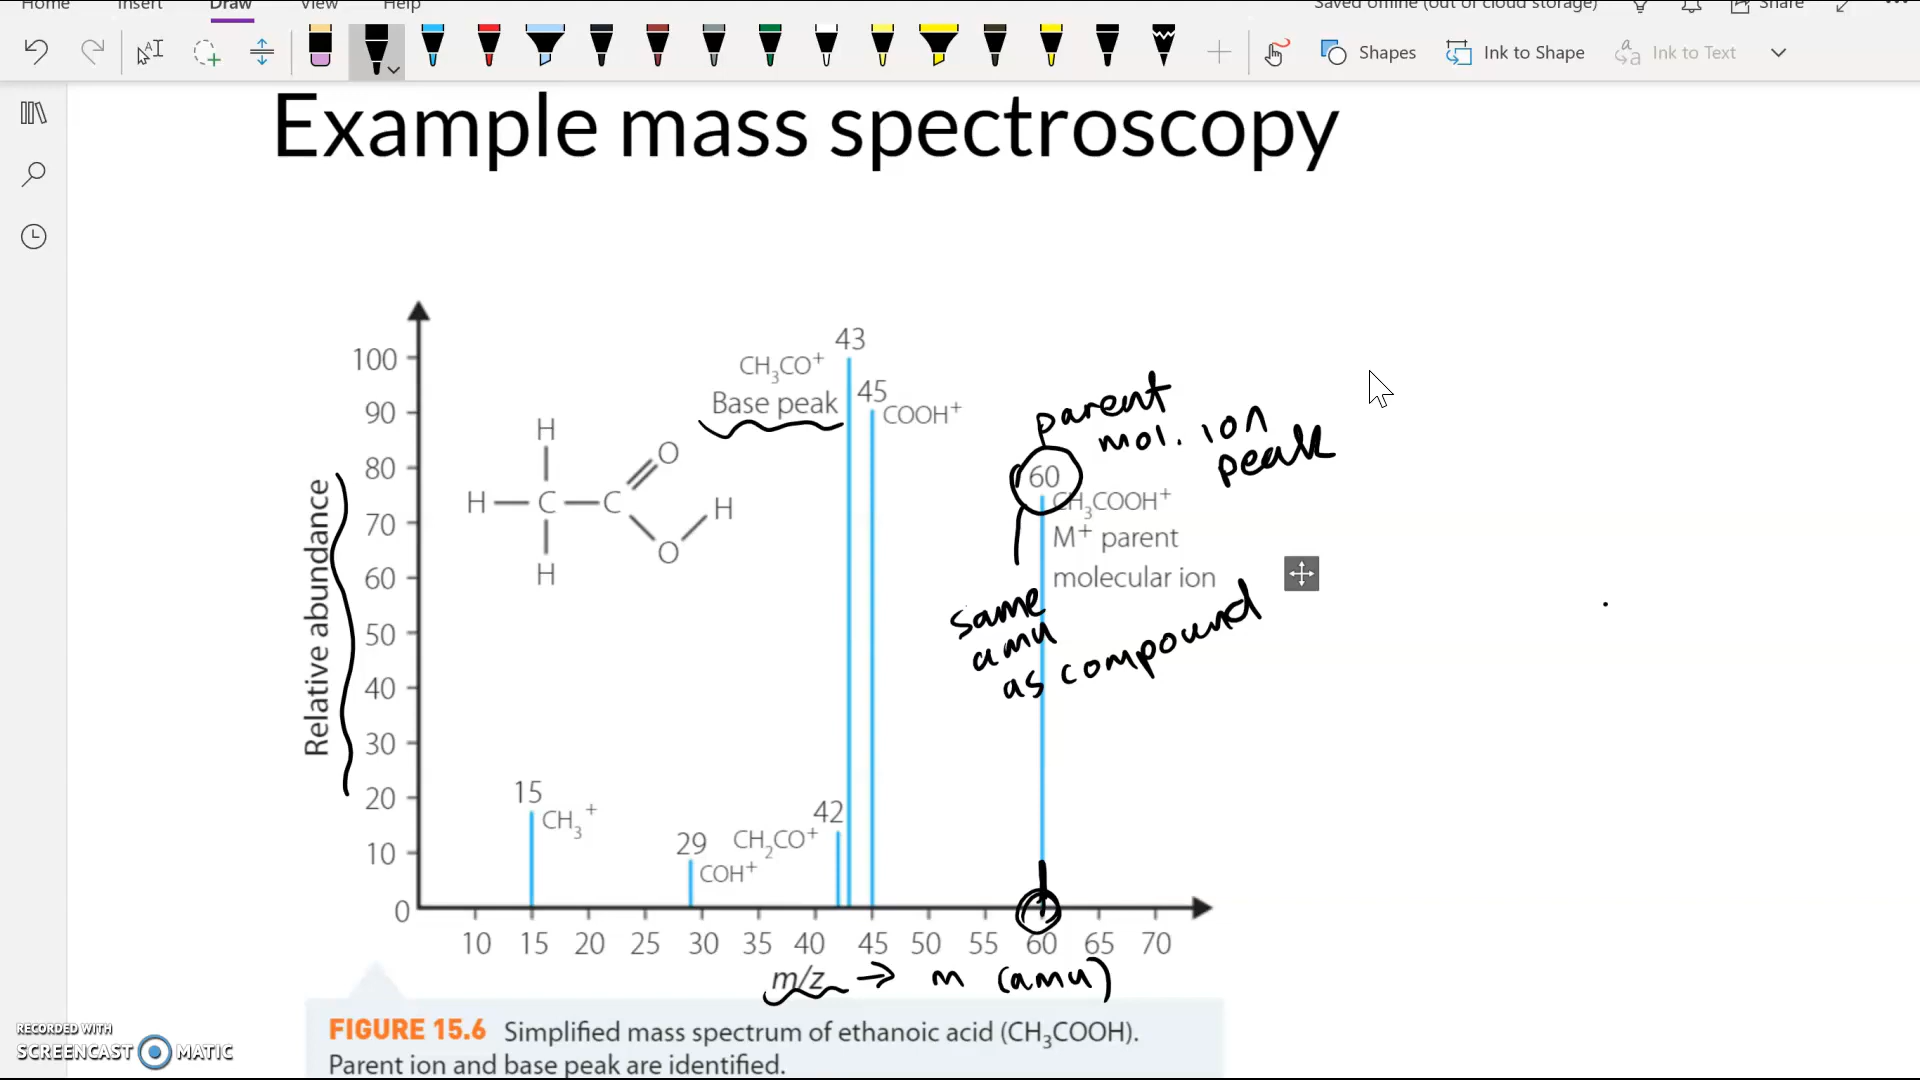 Home Insert Draw View Help Saved offline (out of cloud storage) Share
Shapes Ink to Shape Ink to Text
Example mass spectroscopy
43
CH₃CO⁺
Base peak
45
COOH⁺
parent
mol. ion
peak
60
CH₃COOH⁺
M⁺ parent
molecular ion
same
amu
as compound
H
H C C O
O H
H
Relative abundance
100
90
80
70
60
50
40
30
20
10
0
15
CH₃⁺
29
COH⁺
42
CH₂CO⁺
10 15 20 25 30 35 40 45 50 55 60 65 70
m/z → m (amu)
FIGURE 15.6 Simplified mass spectrum of ethanoic acid (CH₃COOH).
Parent ion and base peak are identified.
RECORDED WITH
SCREENCAST MATIC